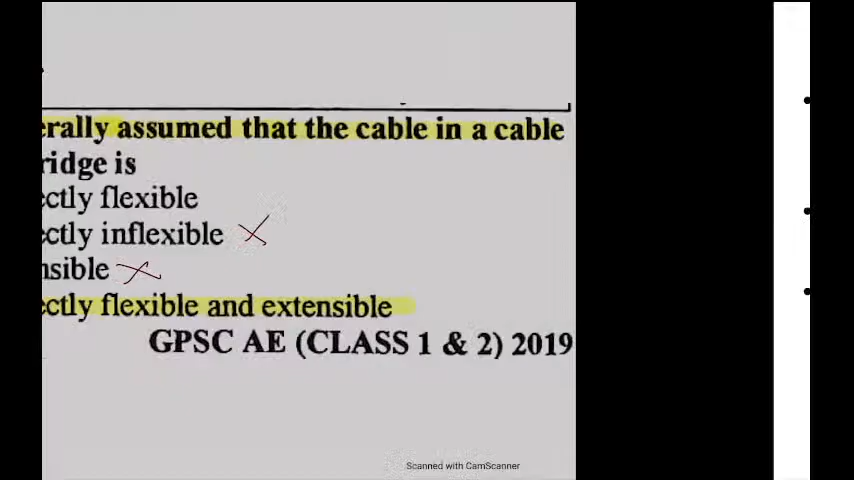 erally assumed that the cable in a cable
ridge is
ectly flexible
ectly inflexible
nsible
ectly flexible and extensible
GPSC AE (CLASS 1 & 2) 2019
Scanned with CamScanner